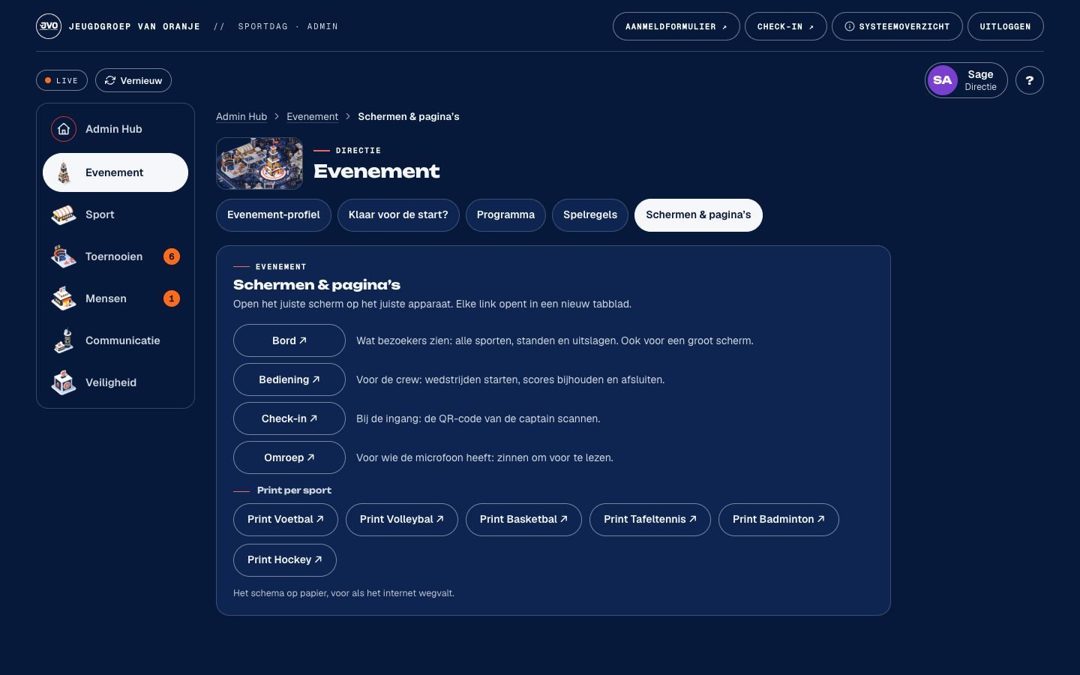 JVO JEUGDGROEP VAN ORANJE // SPORTDAG · ADMIN
AANMELDFORMULIER ↗ CHECK-IN ↗ SYSTEEMOVERZICHT UITLOGGEN
LIVE Vernieuw
SA Sage
Directie
?
Admin Hub
Evenement
Sport
Toernooien 6
Mensen 1
Communicatie
Veiligheid
Admin Hub > Evenement > Schermen & pagina's
DIRECTIE
Evenement
Evenement-profiel Klaar voor de start? Programma Spelregels Schermen & pagina's
EVENEMENT
Schermen & pagina's
Open het juiste scherm op het juiste apparaat. Elke link opent in een nieuw tabblad.
Bord ↗ Wat bezoekers zien: alle sporten, standen en uitslagen. Ook voor een groot scherm.
Bediening ↗ Voor de crew: wedstrijden starten, scores bijhouden en afsluiten.
Check-in ↗ Bij de ingang: de QR-code van de captain scannen.
Omroep ↗ Voor wie de microfoon heeft: zinnen om voor te lezen.
Print per sport
Print Voetbal ↗ Print Volleybal ↗ Print Basketbal ↗ Print Tafeltennis ↗ Print Badminton ↗
Print Hockey ↗
Het schema op papier, voor als het internet wegvalt.